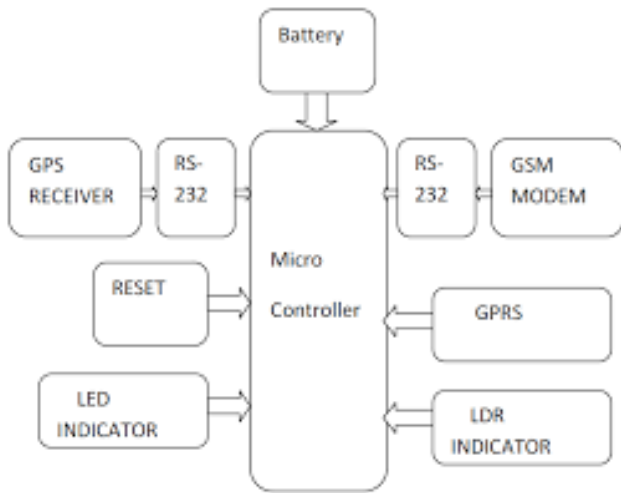 Battery
GPS
RECEIVER
RS-
232
RS-
232
GSM
MODEM
Micro
Controller
RESET
GPRS
LED
INDICATOR
LDR
INDICATOR